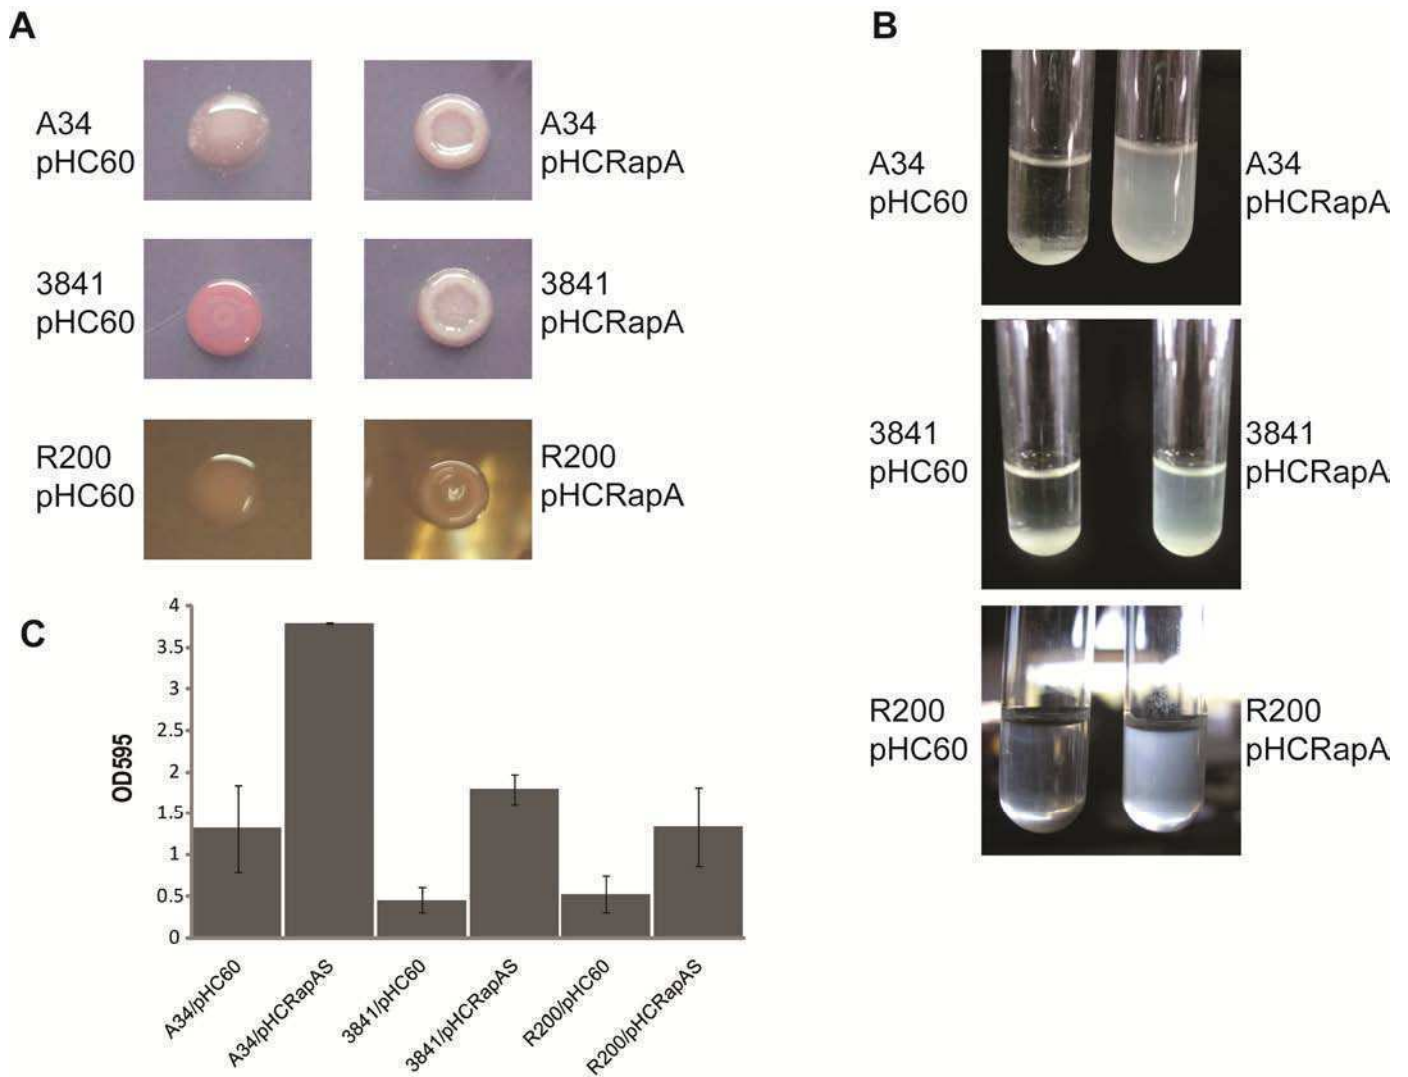 A
A34
pHC60
A34
pHCRapA
3841
pHC60
3841
pHCRapA
R200
pHC60
R200
pHCRapA
B
A34
pHC60
A34
pHCRapA
3841
pHC60
3841
pHCRapA
R200
pHC60
R200
pHCRapA
C
OD595
4
3.5
3
2.5
2
1.5
1
0.5
0
A34/pHC60
A34/pHCRapAS
3841/pHC60
3841/pHCRapAS
R200/pHC60
R200/pHCRapAS